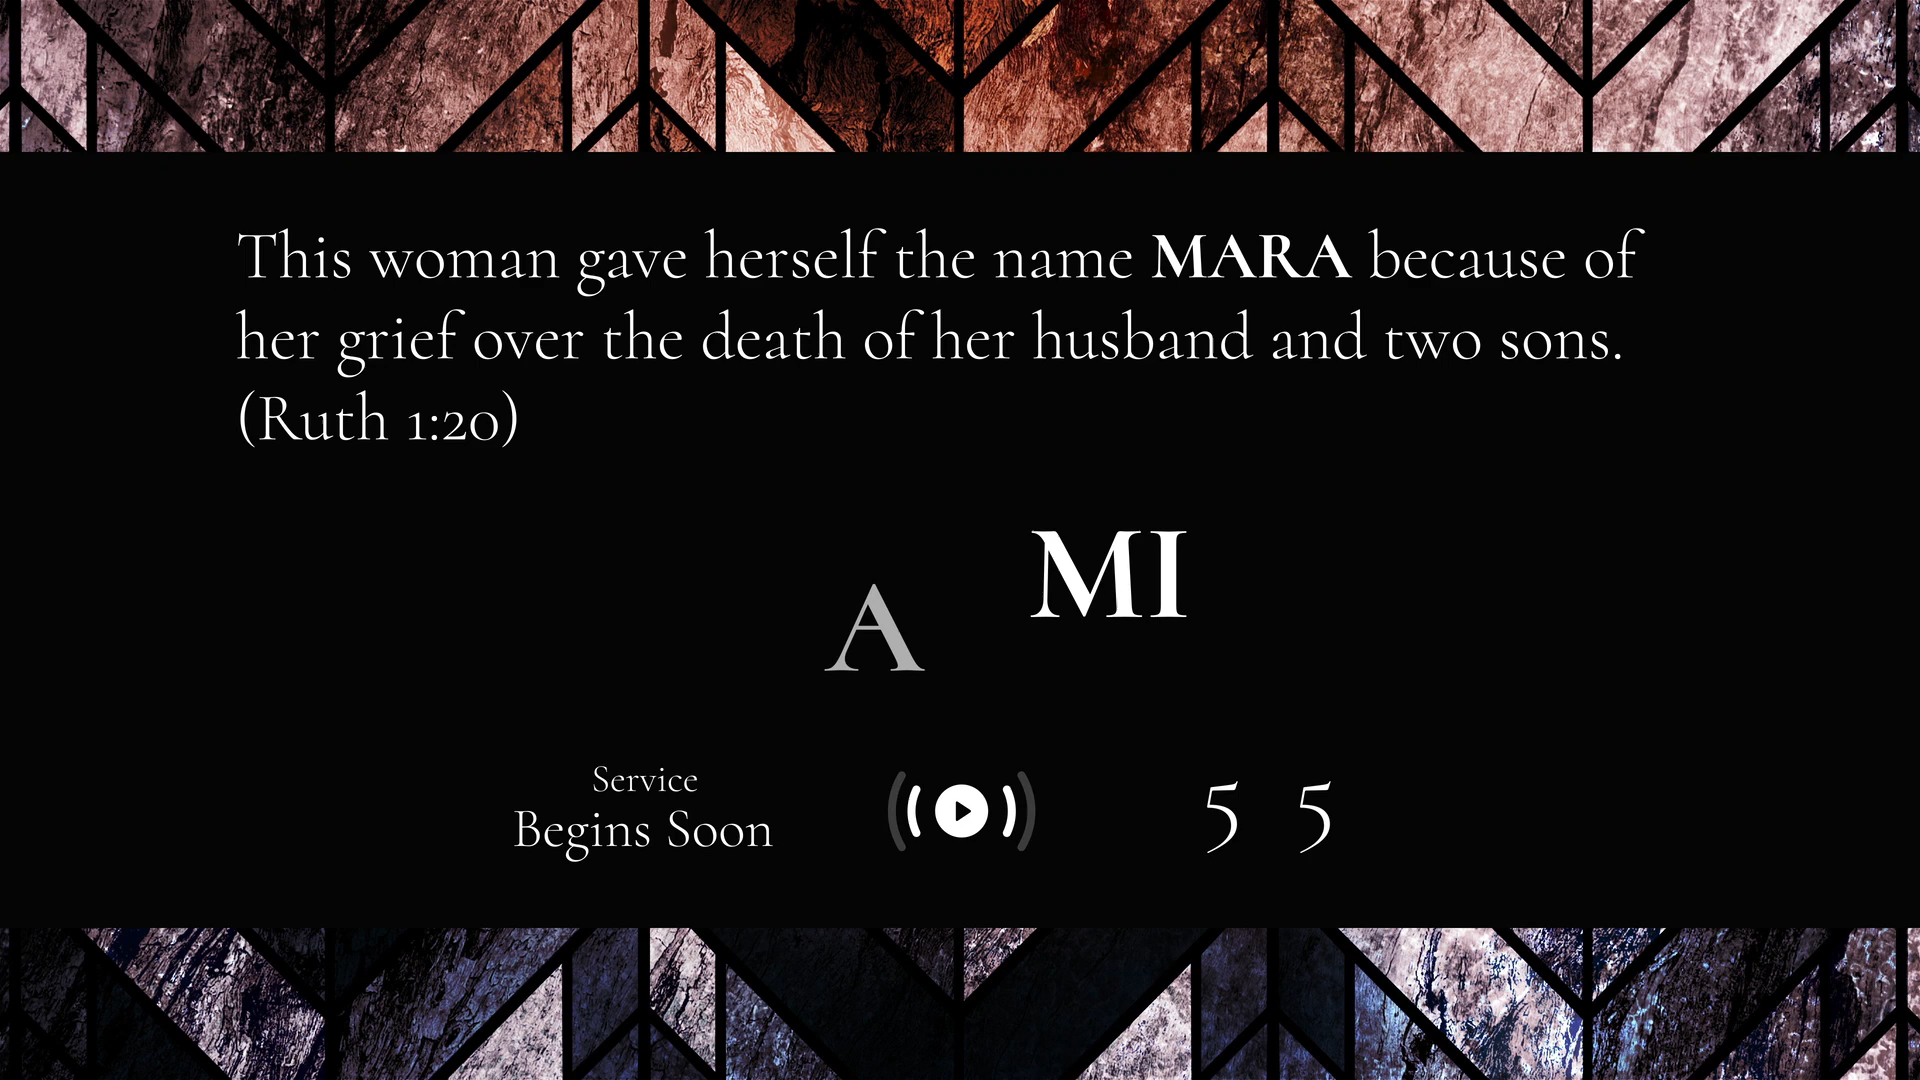 This woman gave herself the name MARA because of
her grief over the death of her husband and two sons.
(Ruth 1:20)
MI
A
Service
Begins Soon
5 5